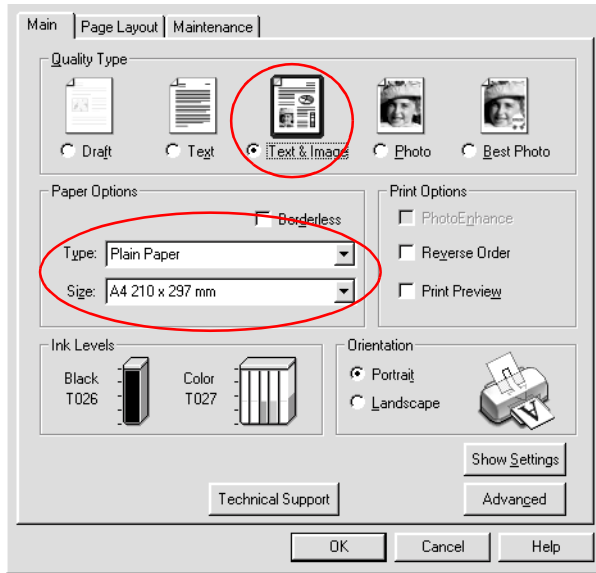 Main Page Layout Maintenance
Quality Type
Draft Text Text & Image Photo Best Photo
Paper Options
Borderless
Type: Plain Paper
Size: A4 210 x 297 mm
Print Options
PhotoEnhance
Reverse Order
Print Preview
Ink Levels
Black
T026
Color
T027
Orientation
Portrait
Landscape
Show Settings
Technical Support Advanced
OK Cancel Help